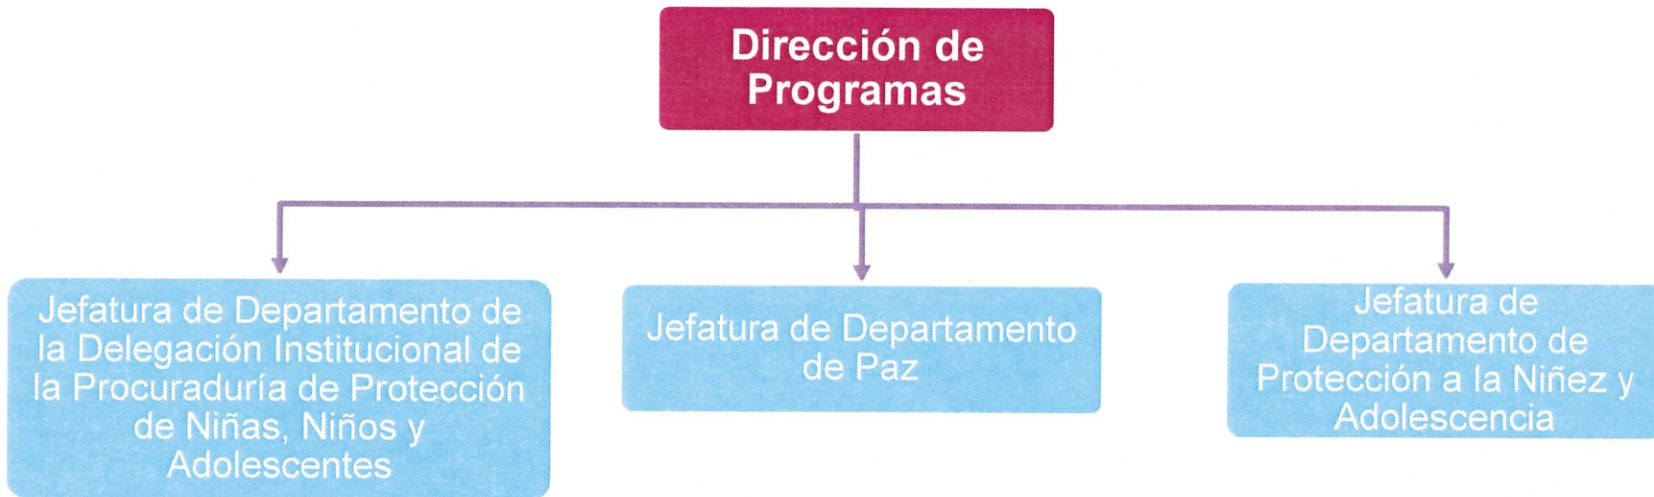 Dirección de
Programas
Jefatura de Departamento de
la Delegación Institucional de
la Procuraduría de Protección
de Niñas, Niños y
Adolescentes
Jefatura de Departamento
de Paz
Jefatura de
Departamento de
Protección a la Niñez y
Adolescencia